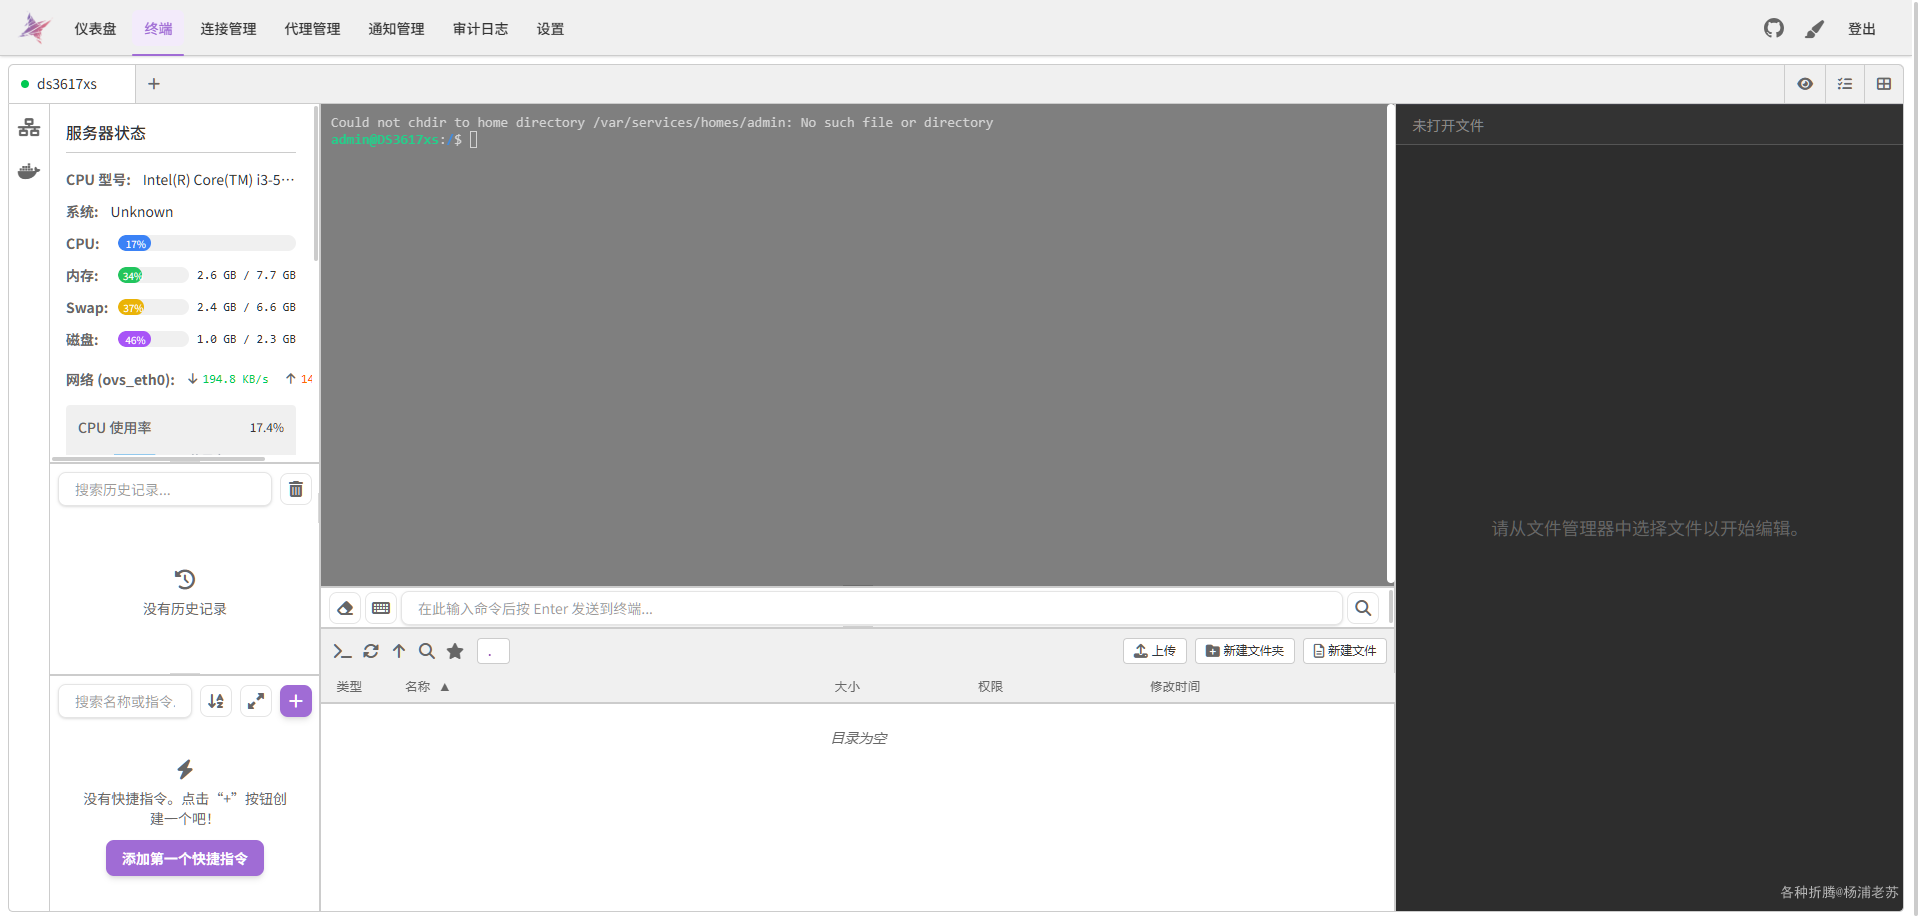 仪表盘 终端 连接管理 代理管理 通知管理 审计日志 设置 登出
ds3617xs +
服务器状态
CPU 型号: Intel(R) Core(TM) i3-5···
系统: Unknown
CPU: 17%
内存: 34% 2.6 GB / 7.7 GB
Swap: 37% 2.4 GB / 6.6 GB
磁盘: 46% 1.0 GB / 2.3 GB
网络 (ovs_eth0): ↓ 194.8 KB/s ↑ 14
CPU 使用率 17.4%
搜索历史记录...
没有历史记录
搜索名称或指令.
没有快捷指令。点击“+”按钮创
建一个吧！
添加第一个快捷指令
Could not chdir to home directory /var/services/homes/admin: No such file or directory
admin@DS3617xs:/$
在此输入命令后按 Enter 发送到终端...
. 上传 新建文件夹 新建文件
类型 名称 ▲ 大小 权限 修改时间
目录为空
未打开文件
请从文件管理器中选择文件以开始编辑。
各种折腾@杨浦老苏